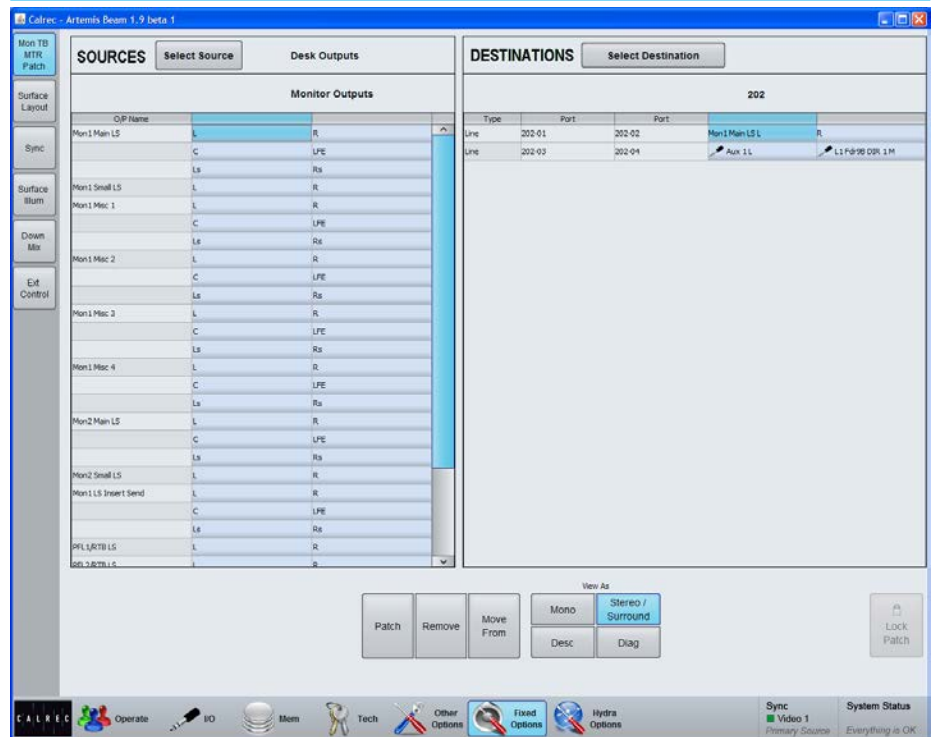 Calrec - Artemis Beam 1.9 beta 1
Mon TB
MTR
Patch
Surface
Layout
Sync
Surface
Illum
Down
Mix
Ext
Control
SOURCES Select Source Desk Outputs
Monitor Outputs
O/P Name
Mon1 Main LS L R
C LFE
Ls Rs
Mon1 Small LS L R
Mon1 Misc 1 L R
C LFE
Ls Rs
Mon1 Misc 2 L R
C LFE
Ls Rs
Mon1 Misc 3 L R
C LFE
Ls Rs
Mon1 Misc 4 L R
C LFE
Ls Rs
Mon2 Main LS L R
C LFE
Ls Rs
Mon2 Small LS L R
Mon1 LS Insert Send L R
C LFE
Ls Rs
PFL1/RTB LS L R
PFL2/RTB LS L R
DESTINATIONS Select Destination
202
Type Port Port
Line 202-01 202-02 Mon1 Main LS L R
Line 202-03 202-04 Aux 1 L L1 Fdr9B DIR 1 M
Patch
Remove
Move
From
View As
Mono
Stereo /
Surround
Desc
Diag
Lock
Patch
CALREC
Operate
I/O
Mem
Tech
Other
Options
Fixed
Options
Hydra
Options
Sync
Video 1
Primary Source
System Status
Everything is OK